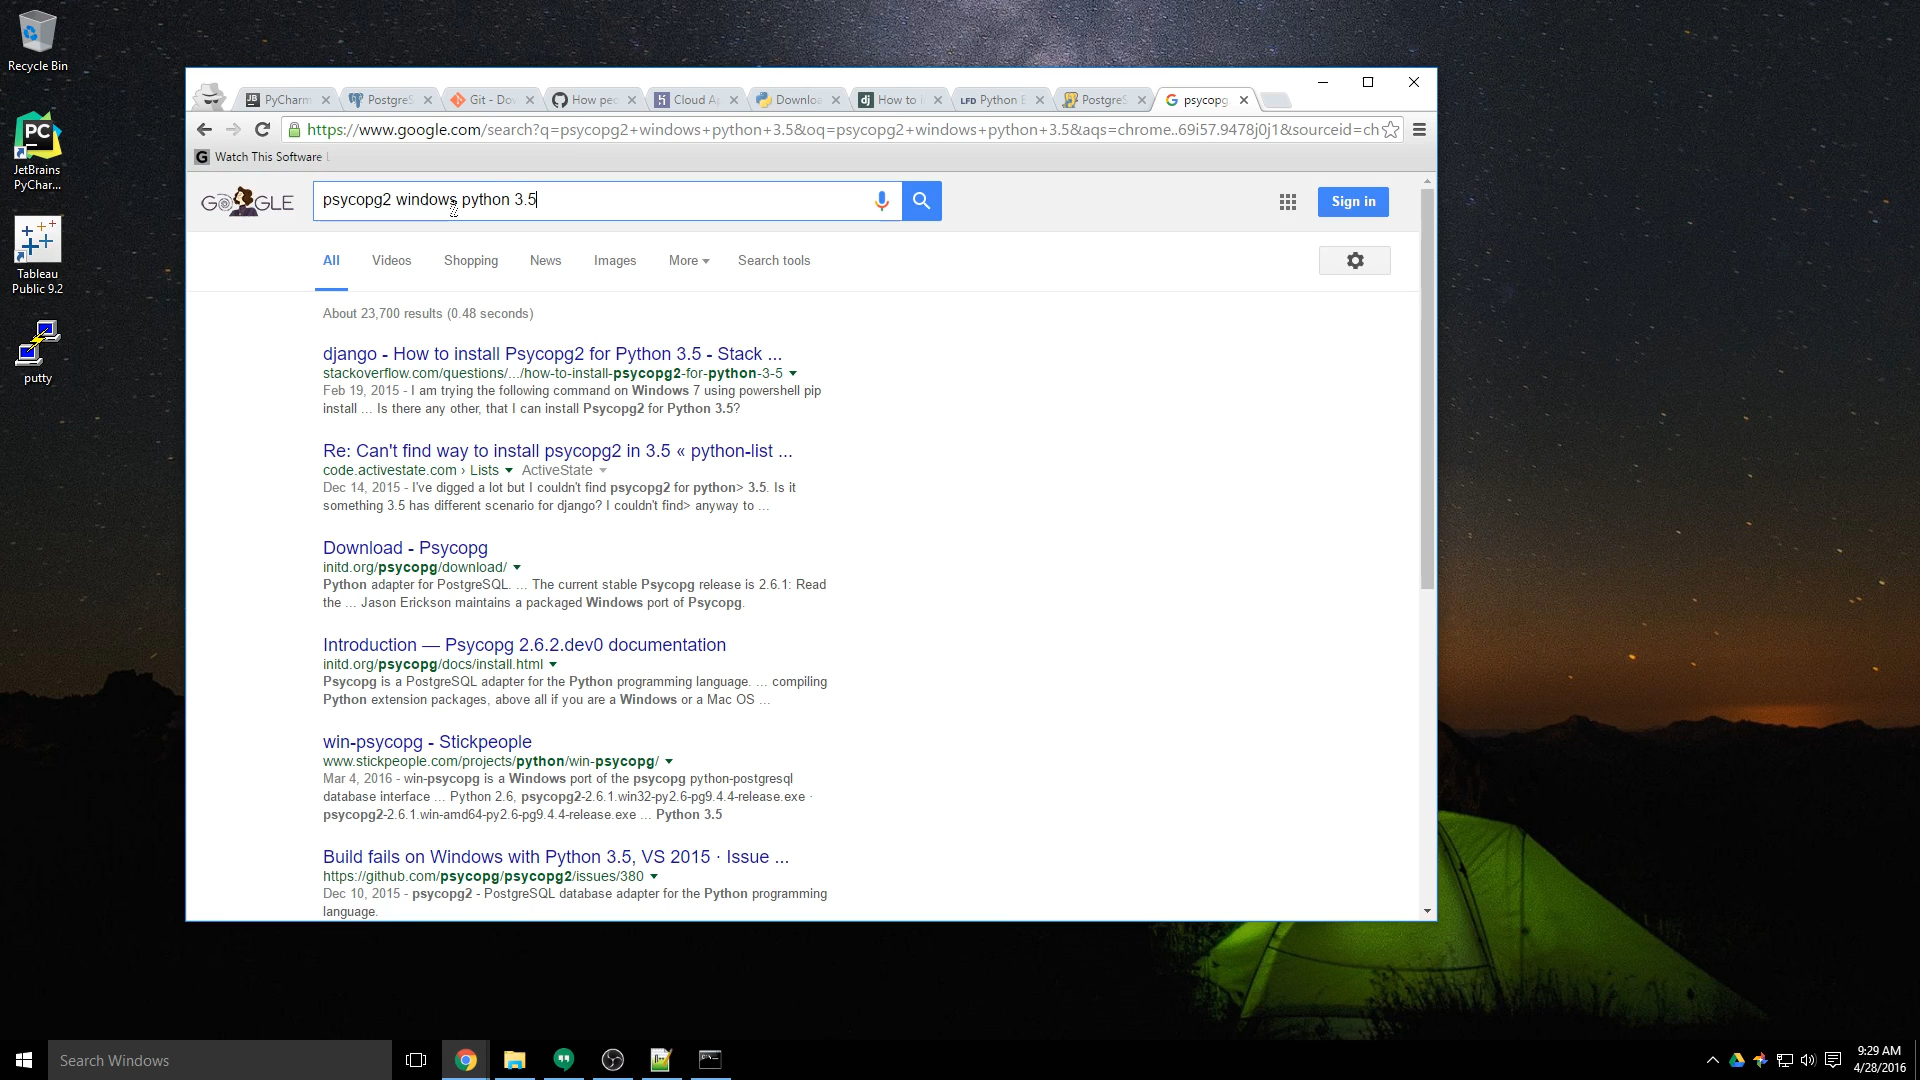 Recycle Bin
JetBrains
PyChar...
Tableau
Public 9.2
putty
PyCharm
PostgreS
Git - Do
How pe
Cloud A
Downloa
How to i
LFD Python E
PostgreS
psycopg
https://www.google.com/search?q=psycopg2+windows+python+3.5&oq=psycopg2+windows+python+3.5&aqs=chrome..69i57.9478j0j1&sourceid=ch
Watch This Software
GOOGLE
psycopg2 windows python 3.5
Sign in
All Videos Shopping News Images More Search tools
About 23,700 results (0.48 seconds)
django - How to install Psycopg2 for Python 3.5 - Stack ...
stackoverflow.com/questions/.../how-to-install-psycopg2-for-python-3-5
Feb 19, 2015 - I am trying the following command on Windows 7 using powershell pip
install ... Is there any other, that I can install Psycopg2 for Python 3.5?
Re: Can't find way to install psycopg2 in 3.5 « python-list ...
code.activestate.com › Lists ActiveState
Dec 14, 2015 - I've digged a lot but I couldn't find psycopg2 for python> 3.5. Is it
something 3.5 has different scenario for django? I couldn't find> anyway to ...
Download - Psycopg
initd.org/psycopg/download/
Python adapter for PostgreSQL. ... The current stable Psycopg release is 2.6.1: Read
the ... Jason Erickson maintains a packaged Windows port of Psycopg.
Introduction — Psycopg 2.6.2.dev0 documentation
initd.org/psycopg/docs/install.html
Psycopg is a PostgreSQL adapter for the Python programming language. ... compiling
Python extension packages, above all if you are a Windows or a Mac OS ...
win-psycopg - Stickpeople
www.stickpeople.com/projects/python/win-psycopg/
Mar 4, 2016 - win-psycopg is a Windows port of the psycopg python-postgresql
database interface ... Python 2.6, psycopg2-2.6.1.win32-py2.6-pg9.4.4-release.exe ·
psycopg2-2.6.1.win-amd64-py2.6-pg9.4.4-release.exe ... Python 3.5
Build fails on Windows with Python 3.5, VS 2015 · Issue ...
https://github.com/psycopg/psycopg2/issues/380
Dec 10, 2015 - psycopg2 - PostgreSQL database adapter for the Python programming
language.
Search Windows
9:29 AM
4/28/2016